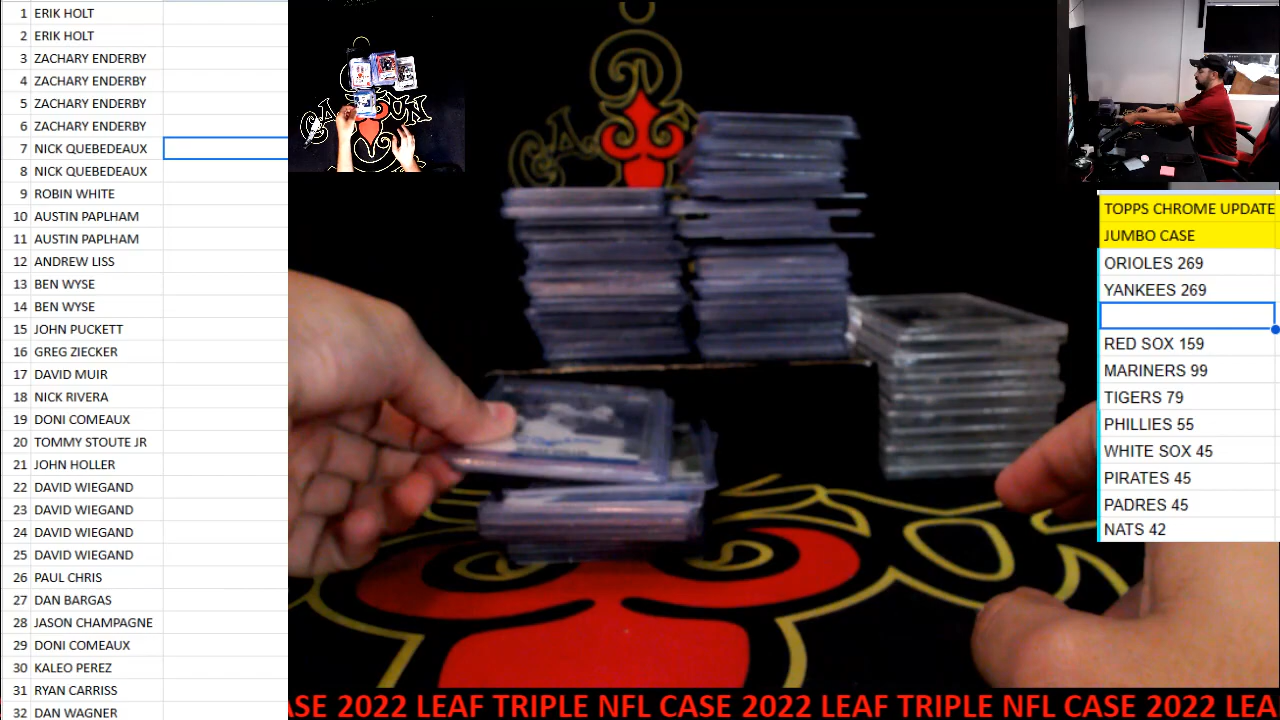 1 ERIK HOLT
2 ERIK HOLT
3 ZACHARY ENDERBY
4 ZACHARY ENDERBY
5 ZACHARY ENDERBY
6 ZACHARY ENDERBY
7 NICK QUEBEDEAUX
8 NICK QUEBEDEAUX
9 ROBIN WHITE
10 AUSTIN PAPLHAM
11 AUSTIN PAPLHAM
12 ANDREW LISS
13 BEN WYSE
14 BEN WYSE
15 JOHN PUCKETT
16 GREG ZIECKER
17 DAVID MUIR
18 NICK RIVERA
19 DONI COMEAUX
20 TOMMY STOUTE JR
21 JOHN HOLLER
22 DAVID WIEGAND
23 DAVID WIEGAND
24 DAVID WIEGAND
25 DAVID WIEGAND
26 PAUL CHRIS
27 DAN BARGAS
28 JASON CHAMPAGNE
29 DONI COMEAUX
30 KALEO PEREZ
31 RYAN CARRISS
32 DAN WAGNER
TOPPS CHROME UPDATE
JUMBO CASE
ORIOLES 269
YANKEES 269
RED SOX 159
MARINERS 99
TIGERS 79
PHILLIES 55
WHITE SOX 45
PIRATES 45
PADRES 45
NATS 42
ASE 2022 LEAF TRIPLE NFL CASE 2022 LEAF TRIPLE NFL CASE 2022 LEA